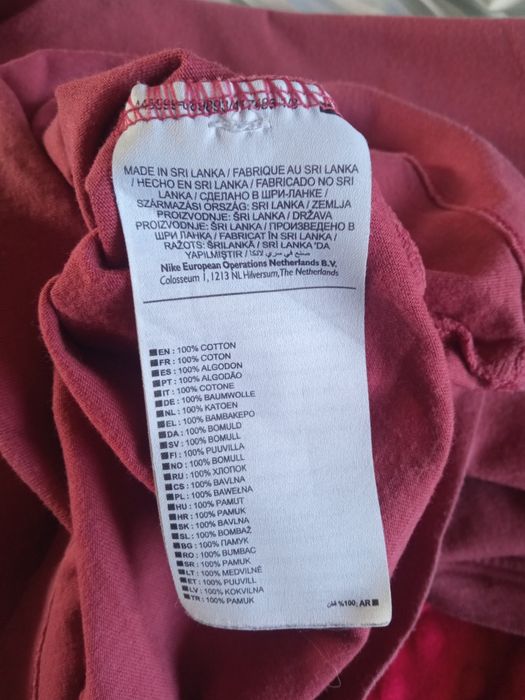 MADE IN SRI LANKA / FABRIQUE AU SRI LANKA
/ HECHO EN SRI LANKA / FABRICADO NO SRI
LANKA / СДЕЛАНО В ШРИ-ЛАНКЕ /
SZÁRMAZÁSI ORSZÁG: SRI LANKA / ZEMLJA
PROIZVODNJE: ŠRI LANKA / DRŽAVA
PROIZVODNJE: ŠRI LANKA / ПРОИЗВЕДЕНО В
ШРИ ЛАНКА / FABRICAT ÎN SRI LANKA /
RAŽOTS: ŠRILANKĀ / SRI LANKA 'DA
YAPILMIŞTIR / صنع في سري لانكا
Nike European Operations Netherlands B.V.
Colosseum 1, 1213 NL Hilversum, The Netherlands
EN : 100% COTTON
FR : 100% COTON
ES : 100% ALGODON
PT : 100% ALGODÃO
IT : 100% COTONE
DE : 100% BAUMWOLLE
NL : 100% KATOEN
EL : 100% ΒΑΜΒΑΚΕΡΟ
DA : 100% BOMULD
SV : 100% BOMULL
FI : 100% PUUVILLA
NO : 100% BOMULL
RU : 100% ХЛОПОК
CS : 100% BAVLNA
PL : 100% BAWEŁNA
HU : 100% PAMUT
HR : 100% PAMUK
SK : 100% BAVLNA
SL : 100% BOMBAŽ
BG : 100% ПАМУК
RO : 100% BUMBAC
SR : 100% PAMUK
LT : 100% MEDVILNĖ
ET : 100% PUUVILL
LV : 100% KOKVILNA
TR : 100% PAMUK
قطن %100 : AR